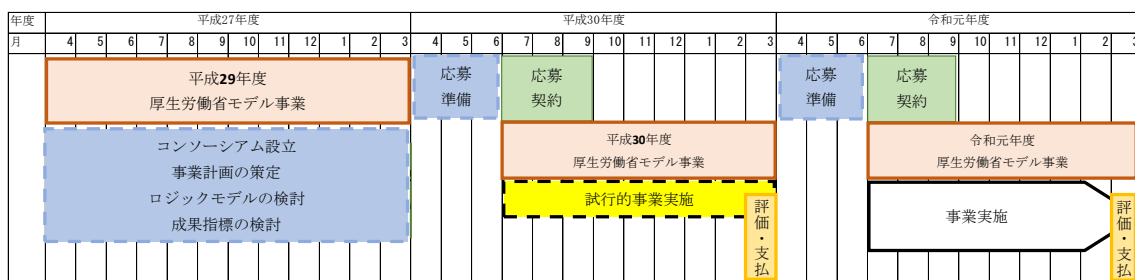 年度 平成27年度 平成30年度 令和元年度
月 4 5 6 7 8 9 10 11 12 1 2 3 4 5 6 7 8 9 10 11 12 1 2 3 4 5 6 7 8 9 10 11 12 1 2 3
平成29年度
厚生労働省モデル事業
応募
準備
応募
契約
応募
準備
応募
契約
コンソーシアム設立
事業計画の策定
ロジックモデルの検討
成果指標の検討
平成30年度
厚生労働省モデル事業
令和元年度
厚生労働省モデル事業
試行的事業実施
評価・支払
事業実施
評価・支払